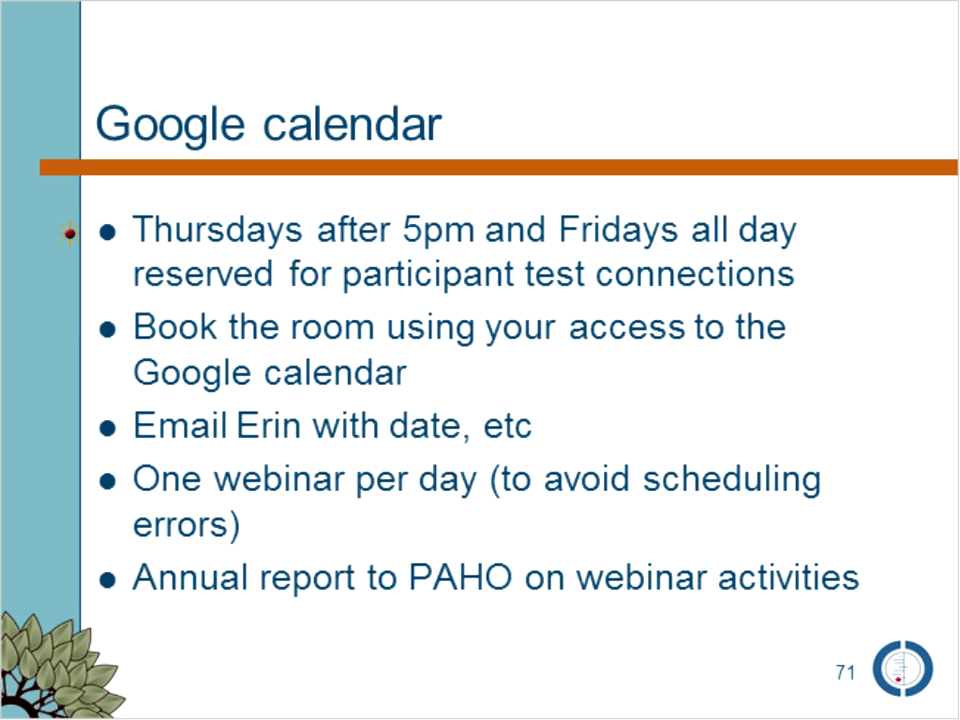 Google calendar
● Thursdays after 5pm and Fridays all day
reserved for participant test connections
● Book the room using your access to the
Google calendar
● Email Erin with date, etc
● One webinar per day (to avoid scheduling
errors)
● Annual report to PAHO on webinar activities
71